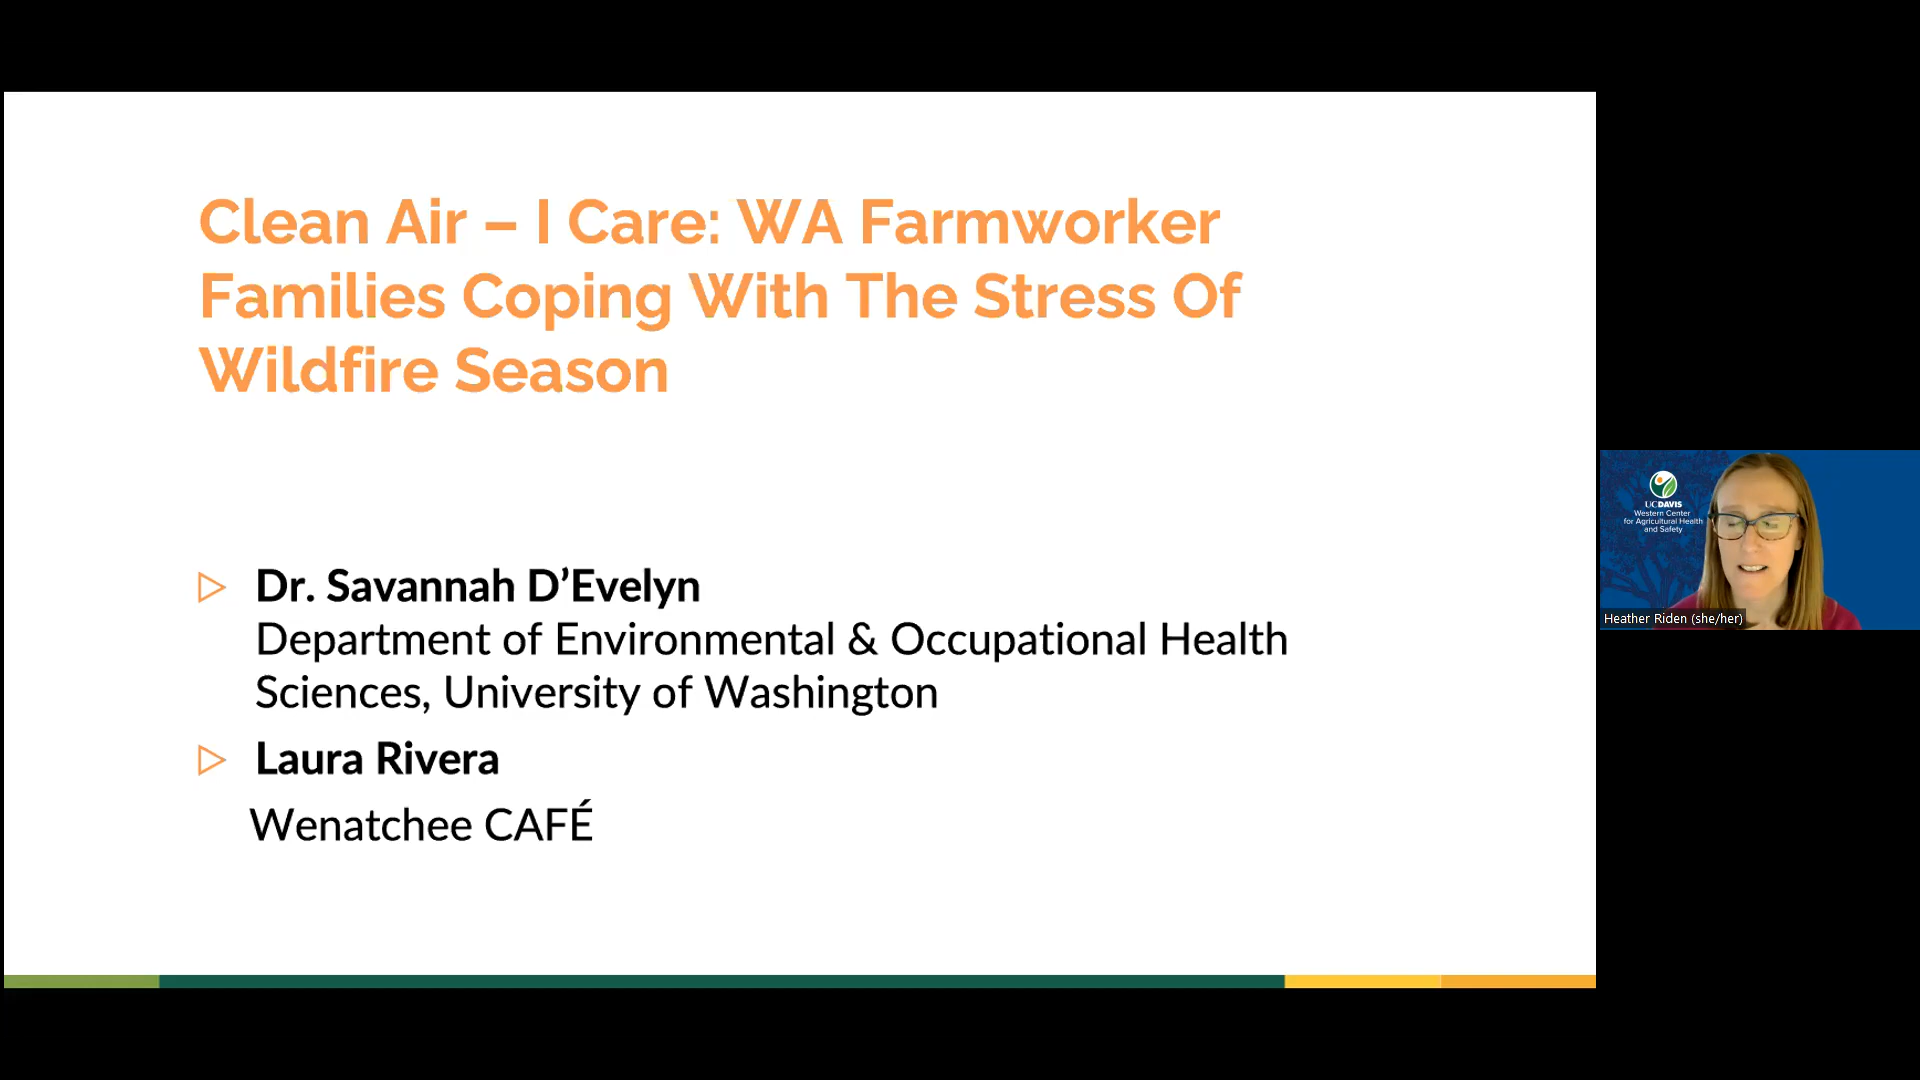 Clean Air – I Care: WA Farmworker
Families Coping With The Stress Of
Wildfire Season
Dr. Savannah D’Evelyn
Department of Environmental & Occupational Health
Sciences, University of Washington
Laura Rivera
Wenatchee CAFÉ
UCDAVIS
Western Center
for Agricultural Health
and Safety
Heather Riden (she/her)